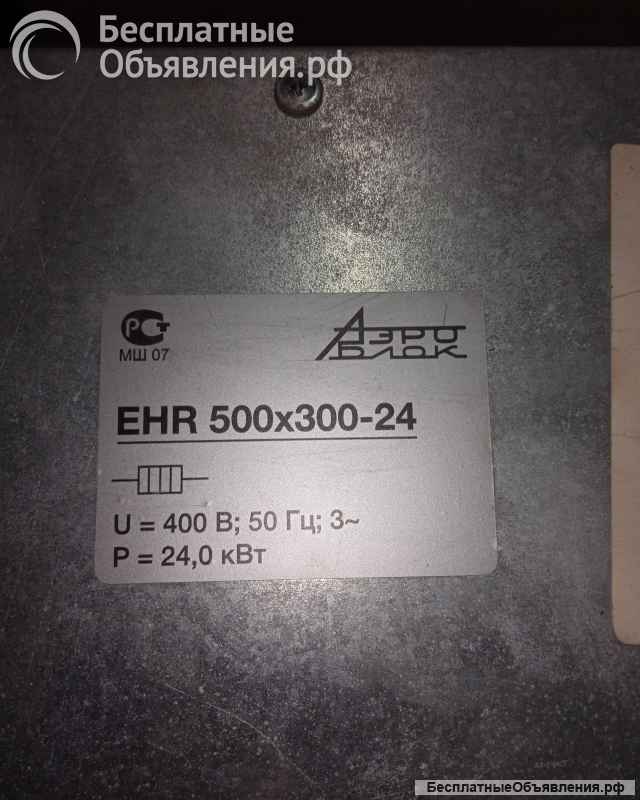 Бесплатные
Объявления.рф
РСТ
МШ 07
АЭРО
БЛОК
EHR 500x300-24
U = 400 В; 50 Гц; 3~
P = 24,0 кВт
БесплатныеОбъявления.рф